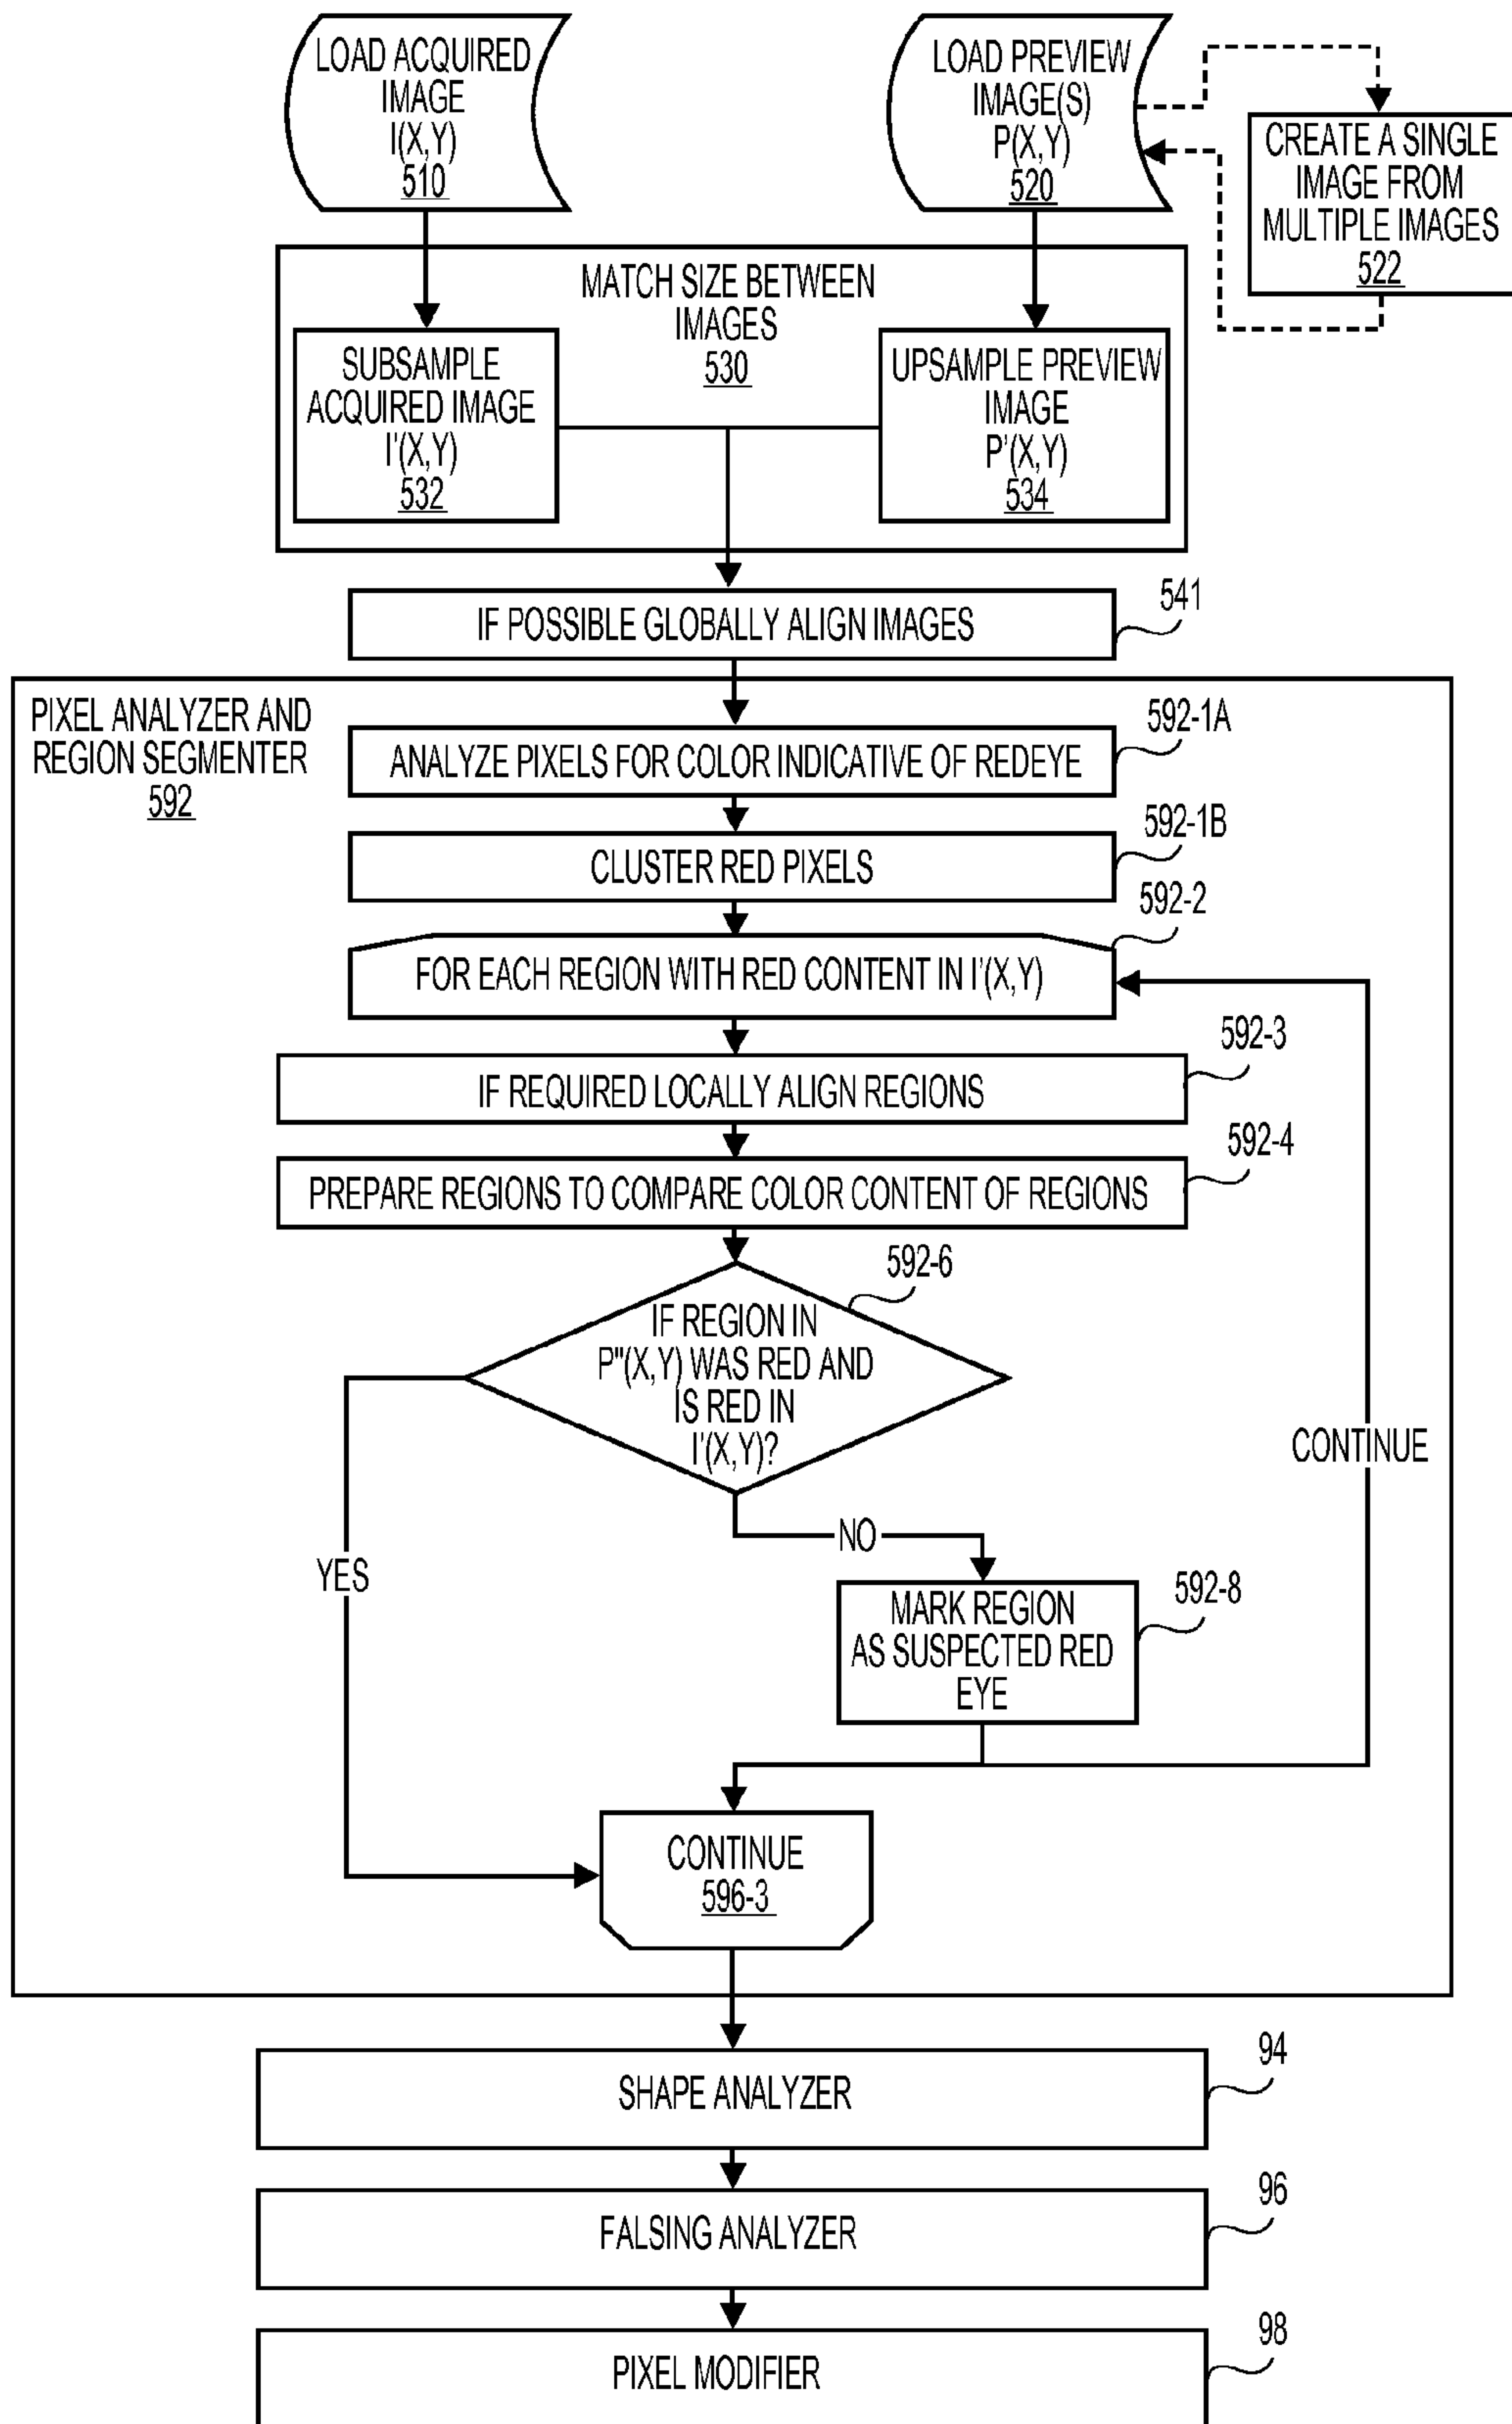 LOAD ACQUIRED
IMAGE
I(X,Y)
510
LOAD PREVIEW
IMAGE(S)
P(X,Y)
520
CREATE A SINGLE
IMAGE FROM
MULTIPLE IMAGES
522
MATCH SIZE BETWEEN
IMAGES
530
SUBSAMPLE
ACQUIRED IMAGE
I'(X,Y)
532
UPSAMPLE PREVIEW
IMAGE
P'(X,Y)
534
IF POSSIBLE GLOBALLY ALIGN IMAGES
541
PIXEL ANALYZER AND
REGION SEGMENTER
592
ANALYZE PIXELS FOR COLOR INDICATIVE OF REDEYE
592-1A
CLUSTER RED PIXELS
592-1B
FOR EACH REGION WITH RED CONTENT IN I'(X,Y)
592-2
IF REQUIRED LOCALLY ALIGN REGIONS
592-3
PREPARE REGIONS TO COMPARE COLOR CONTENT OF REGIONS
592-4
IF REGION IN
P"(X,Y) WAS RED AND
IS RED IN
I'(X,Y)?
592-6
CONTINUE
NO
YES
MARK REGION
AS SUSPECTED RED
EYE
592-8
CONTINUE
596-3
SHAPE ANALYZER
94
FALSING ANALYZER
96
PIXEL MODIFIER
98